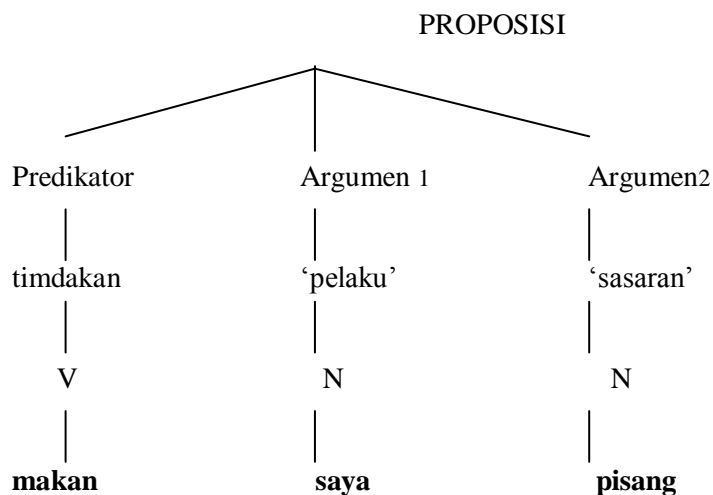 PROPOSISI
Predikator Argumen 1 Argumen2
timdakan ‘pelaku’ ‘sasaran’
V N N
makan saya pisang